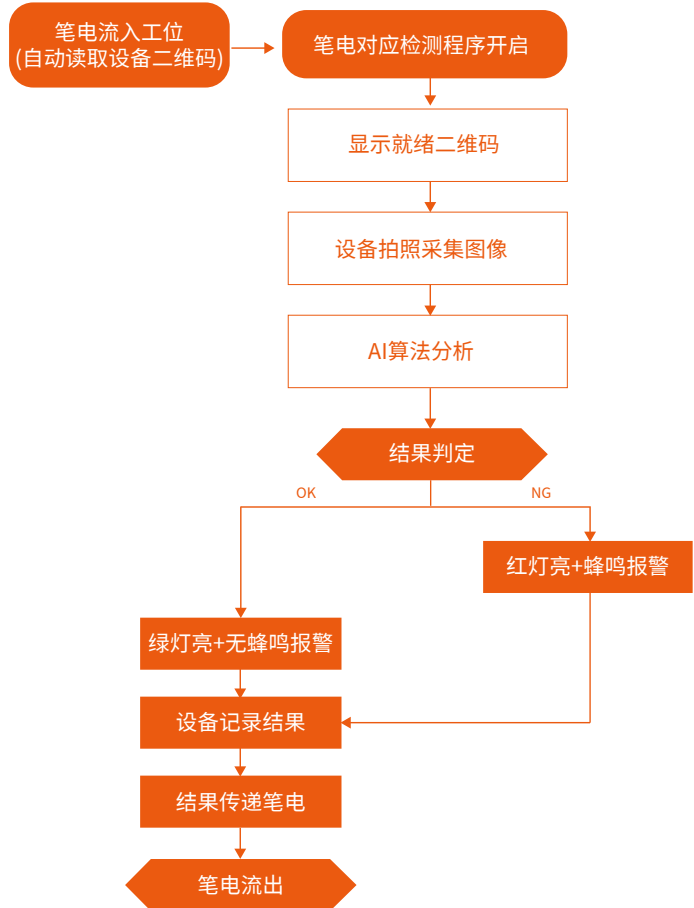 笔电流入工位
(自动读取设备二维码)
笔电对应检测程序开启
显示就绪二维码
设备拍照采集图像
AI算法分析
结果判定
OK
NG
红灯亮+蜂鸣报警
绿灯亮+无蜂鸣报警
设备记录结果
结果传递笔电
笔电流出